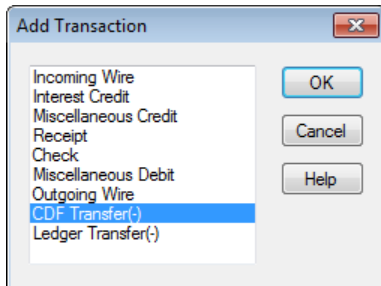 Add Transaction
Incoming Wire
Interest Credit
Miscellaneous Credit
Receipt
Check
Miscellaneous Debit
Outgoing Wire
CDF Transfer(-)
Ledger Transfer(-)
OK
Cancel
Help